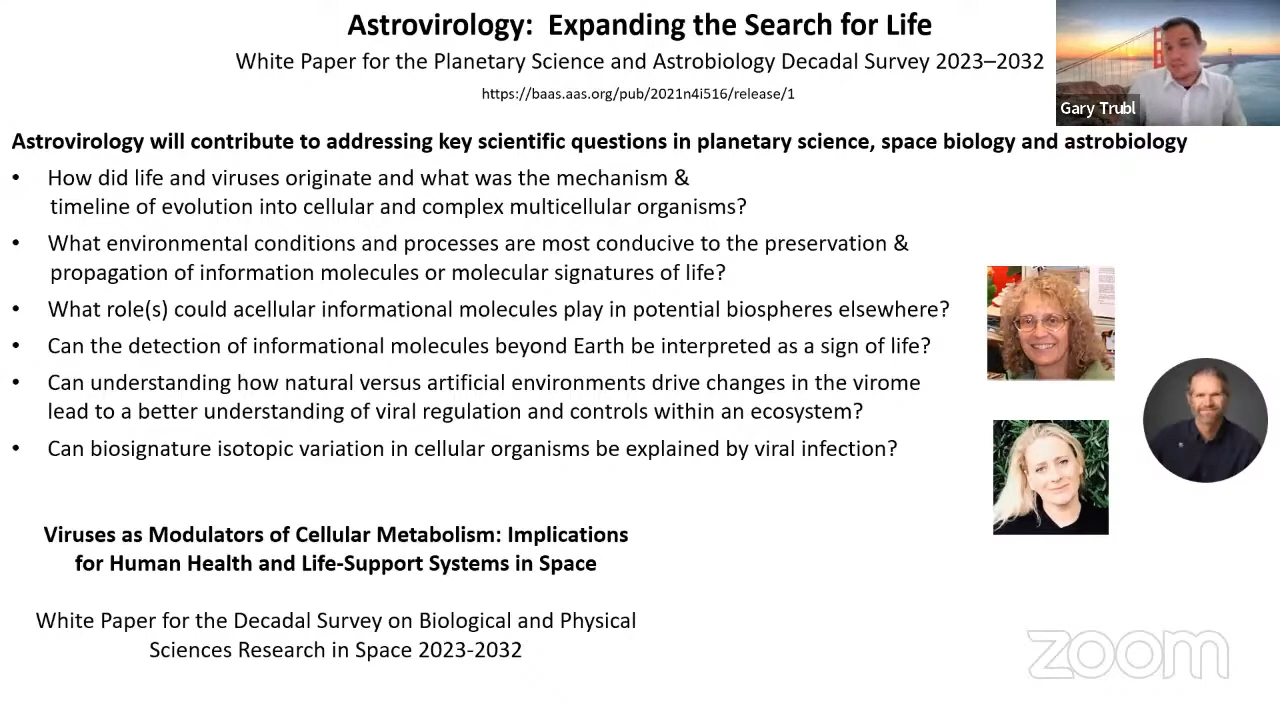 Astrovirology: Expanding the Search for Life
White Paper for the Planetary Science and Astrobiology Decadal Survey 2023–2032
https://baas.aas.org/pub/2021n4i516/release/1
Gary Trubl
Astrovirology will contribute to addressing key scientific questions in planetary science, space biology and astrobiology
• How did life and viruses originate and what was the mechanism &
timeline of evolution into cellular and complex multicellular organisms?
• What environmental conditions and processes are most conducive to the preservation &
propagation of information molecules or molecular signatures of life?
• What role(s) could acellular informational molecules play in potential biospheres elsewhere?
• Can the detection of informational molecules beyond Earth be interpreted as a sign of life?
• Can understanding how natural versus artificial environments drive changes in the virome
lead to a better understanding of viral regulation and controls within an ecosystem?
• Can biosignature isotopic variation in cellular organisms be explained by viral infection?
Viruses as Modulators of Cellular Metabolism: Implications
for Human Health and Life-Support Systems in Space
White Paper for the Decadal Survey on Biological and Physical
Sciences Research in Space 2023-2032
zoom